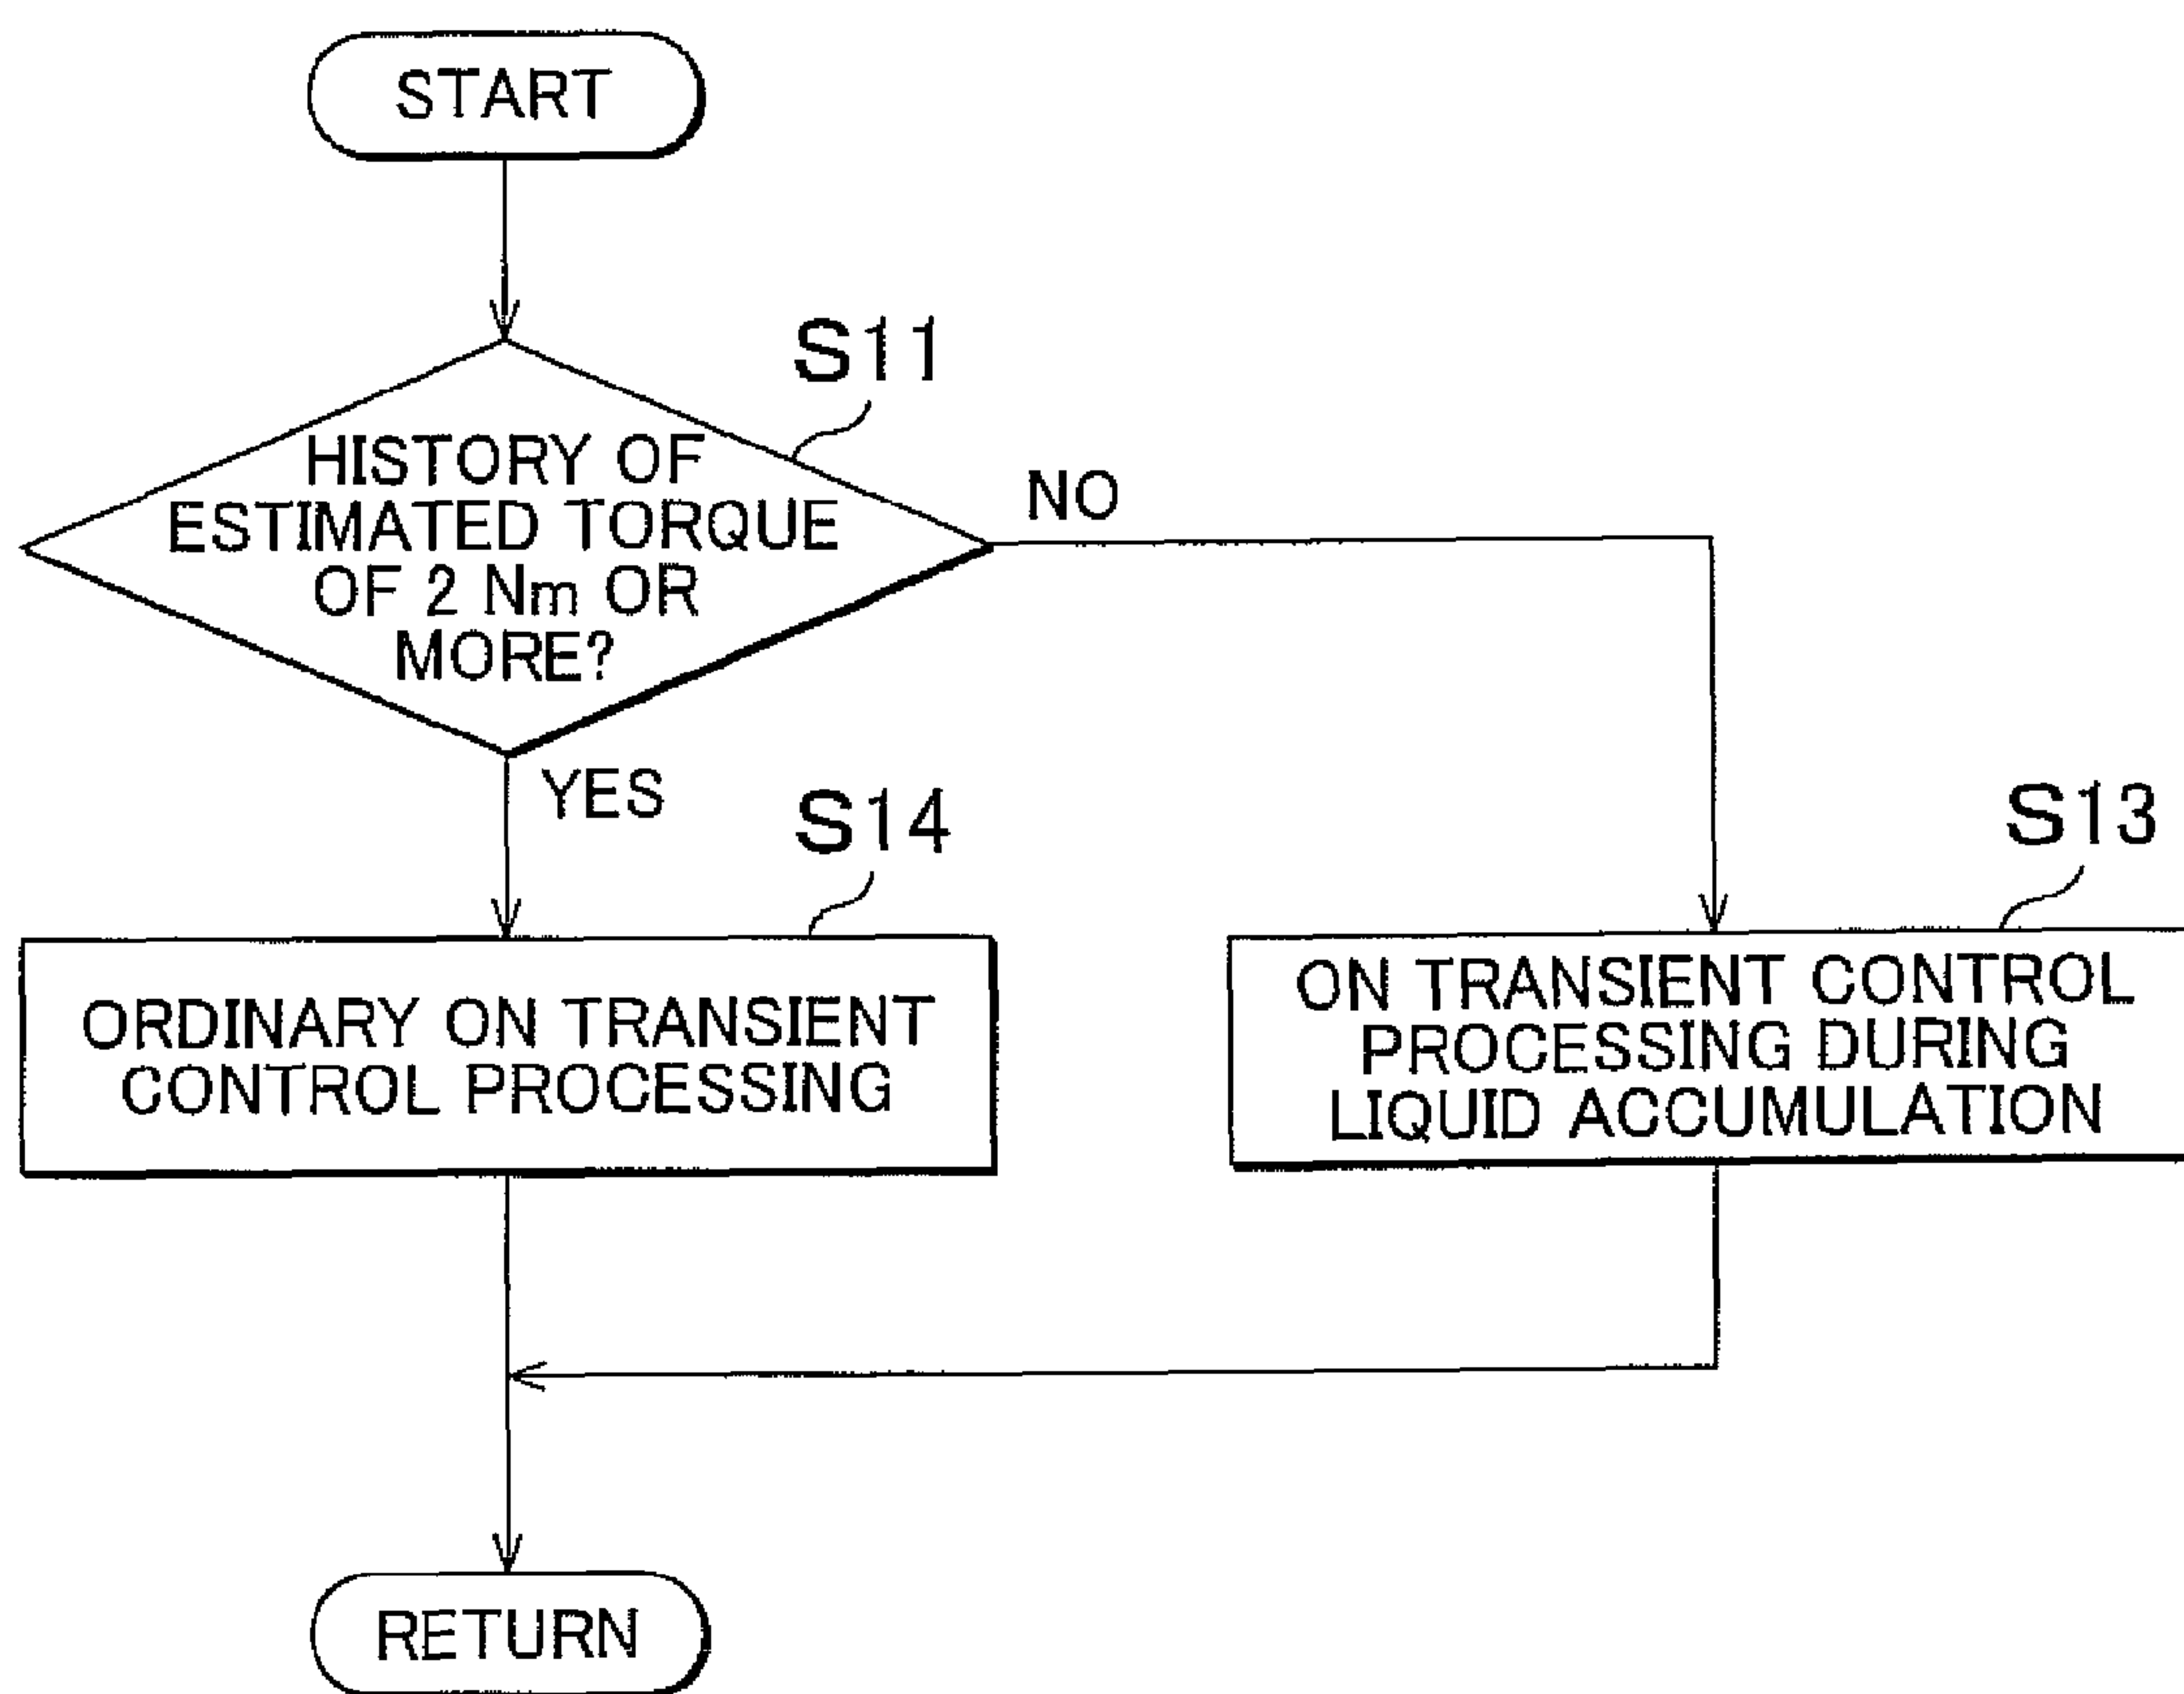 START
S11
HISTORY OF
ESTIMATED TORQUE
OF 2 Nm OR
MORE?
NO
YES
S14
ORDINARY ON TRANSIENT
CONTROL PROCESSING
S13
ON TRANSIENT CONTROL
PROCESSING DURING
LIQUID ACCUMULATION
RETURN